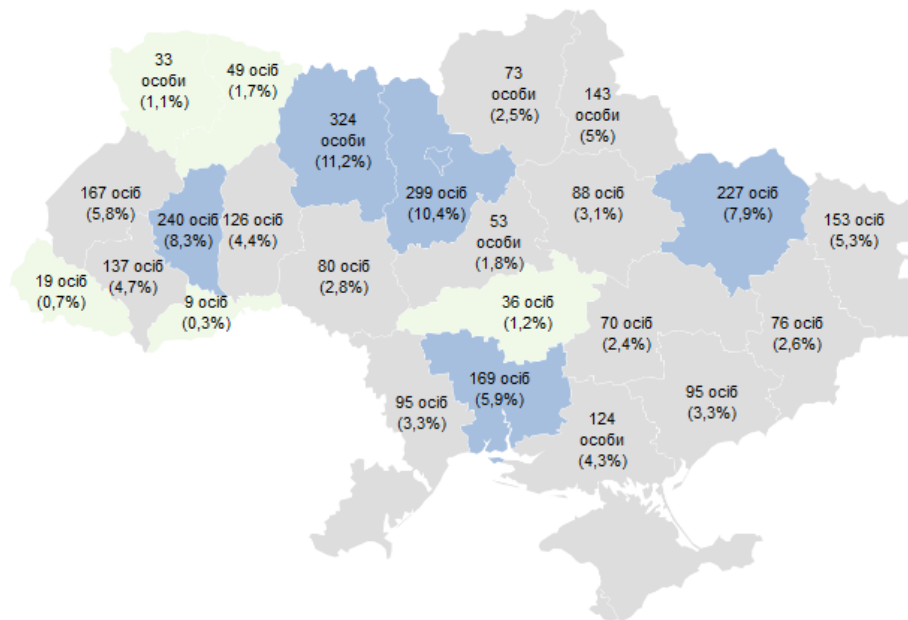 33
особи
(1,1%)
49 осіб
(1,7%)
73
особи
(2,5%)
143
особи
(5%)
324
особи
(11,2%)
167 осіб
(5,8%)
240 осіб
(8,3%)
126 осіб
(4,4%)
299 осіб
(10,4%)
88 осіб
(3,1%)
227 осіб
(7,9%)
153 осіб
(5,3%)
53
особи
(1,8%)
19 осіб
(0,7%)
137 осіб
(4,7%)
80 осіб
(2,8%)
9 осіб
(0,3%)
36 осіб
(1,2%)
70 осіб
(2,4%)
76 осіб
(2,6%)
169 осіб
(5,9%)
95 осіб
(3,3%)
95 осіб
(3,3%)
124
особи
(4,3%)